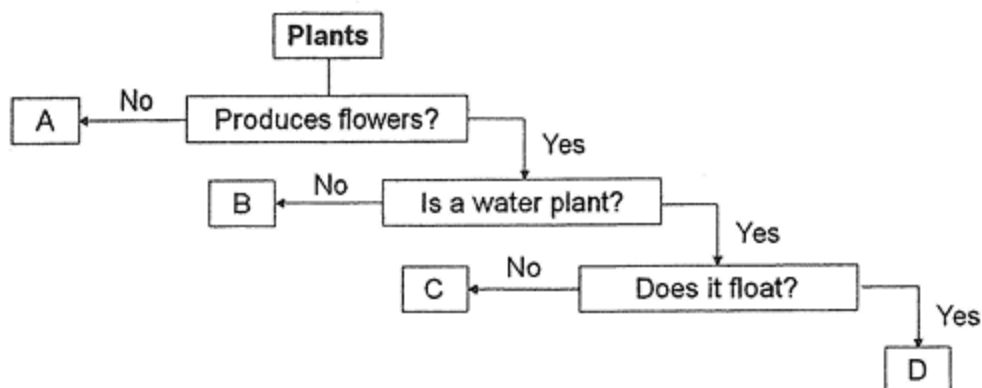 Plants
No
A
Produces flowers?
Yes
No
B
Is a water plant?
Yes
No
C
Does it float?
Yes
D